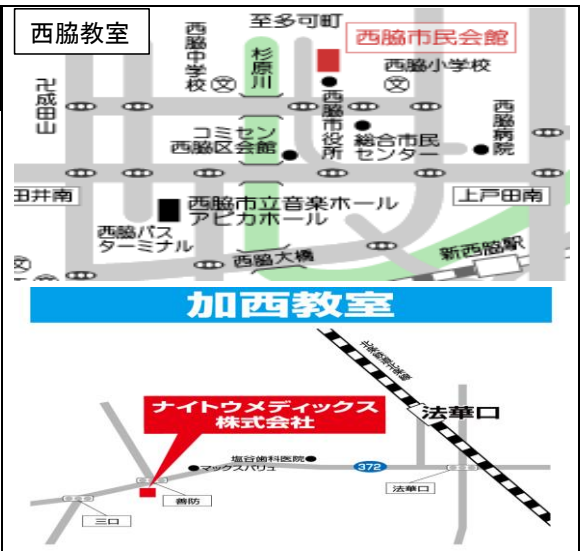 西脇教室
至多可町
西脇市民会館
西脇中学校
文
杉原川
西脇小学校
文
卍成田山
西脇市役所
西脇病院
コミセン
西脇区会館
総合市民
センター
田井南
西脇市立音楽ホール
アピカホール
上戸田南
西脇バス
ターミナル
西脇大橋
新西脇駅
文
加西教室
ナイトウメディックス
株式会社
法華口
塩谷歯科医院
マックスバリュ
372
善防
法華口
三口